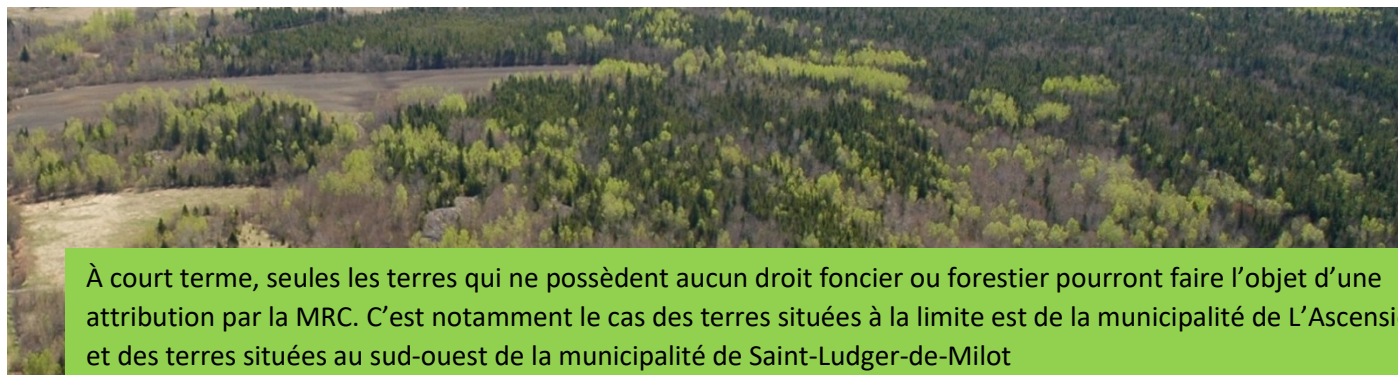 À court terme, seules les terres qui ne possèdent aucun droit foncier ou forestier pourront faire l’objet d’une
attribution par la MRC. C’est notamment le cas des terres situées à la limite est de la municipalité de L’Ascensi
et des terres situées au sud-ouest de la municipalité de Saint-Ludger-de-Milot